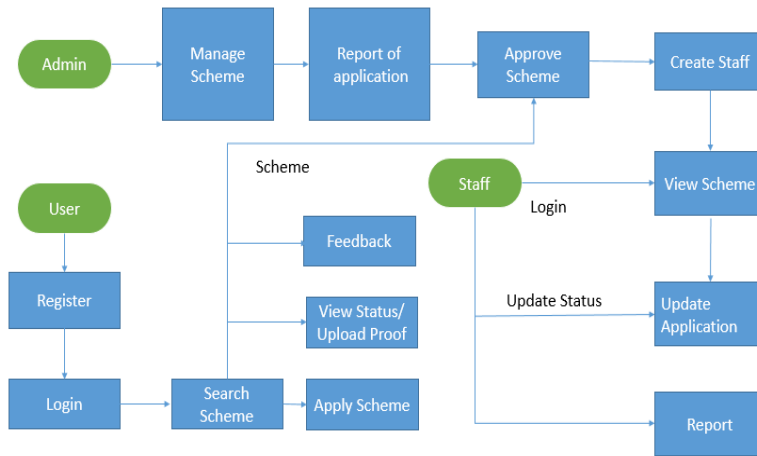 Admin
Manage
Scheme
Report of
application
Approve
Scheme
Create Staff
Scheme
Staff
Login
View Scheme
User
Feedback
Register
View Status/
Upload Proof
Update Status
Update
Application
Login
Search
Scheme
Apply Scheme
Report